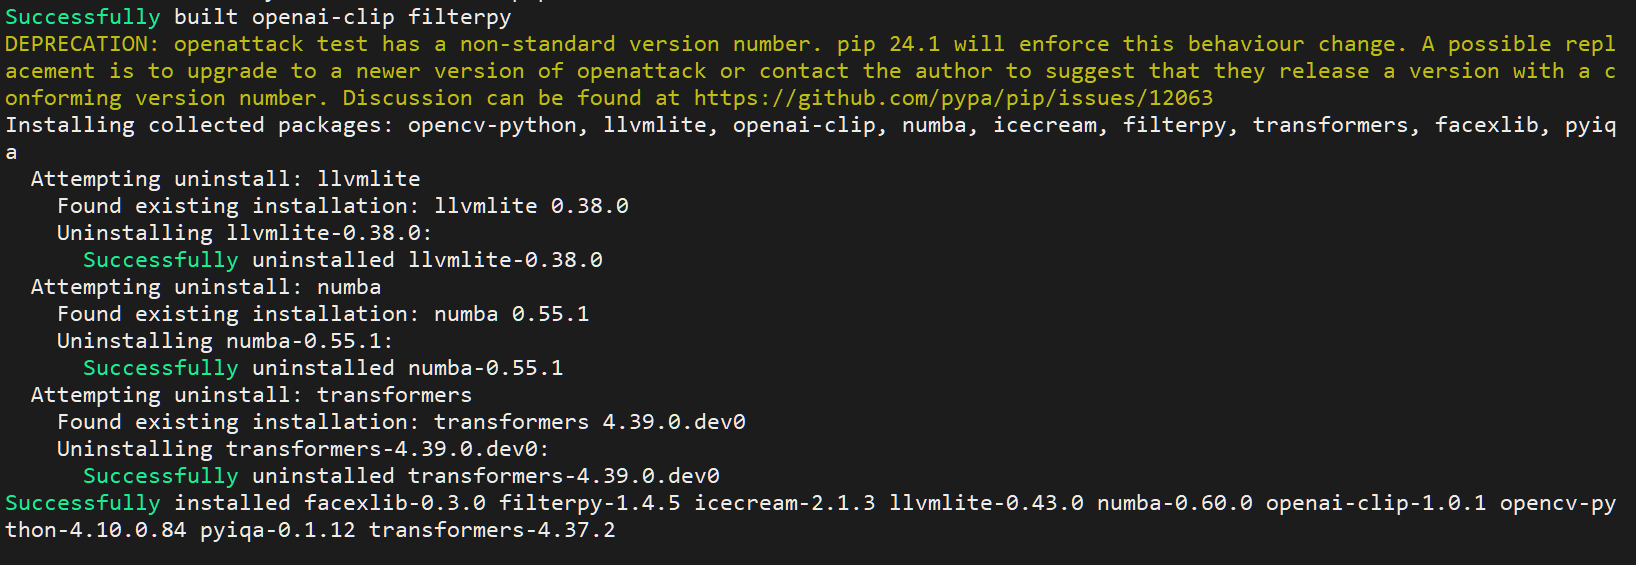 Successfully built openai-clip filterpy
DEPRECATION: openattack test has a non-standard version number. pip 24.1 will enforce this behaviour change. A possible repl
acement is to upgrade to a newer version of openattack or contact the author to suggest that they release a version with a c
onforming version number. Discussion can be found at https://github.com/pypa/pip/issues/12063
Installing collected packages: opencv-python, llvmlite, openai-clip, numba, icecream, filterpy, transformers, facexlib, pyiq
a
  Attempting uninstall: llvmlite
    Found existing installation: llvmlite 0.38.0
    Uninstalling llvmlite-0.38.0:
      Successfully uninstalled llvmlite-0.38.0
  Attempting uninstall: numba
    Found existing installation: numba 0.55.1
    Uninstalling numba-0.55.1:
      Successfully uninstalled numba-0.55.1
  Attempting uninstall: transformers
    Found existing installation: transformers 4.39.0.dev0
    Uninstalling transformers-4.39.0.dev0:
      Successfully uninstalled transformers-4.39.0.dev0
Successfully installed facexlib-0.3.0 filterpy-1.4.5 icecream-2.1.3 llvmlite-0.43.0 numba-0.60.0 openai-clip-1.0.1 opencv-py
thon-4.10.0.84 pyiqa-0.1.12 transformers-4.37.2